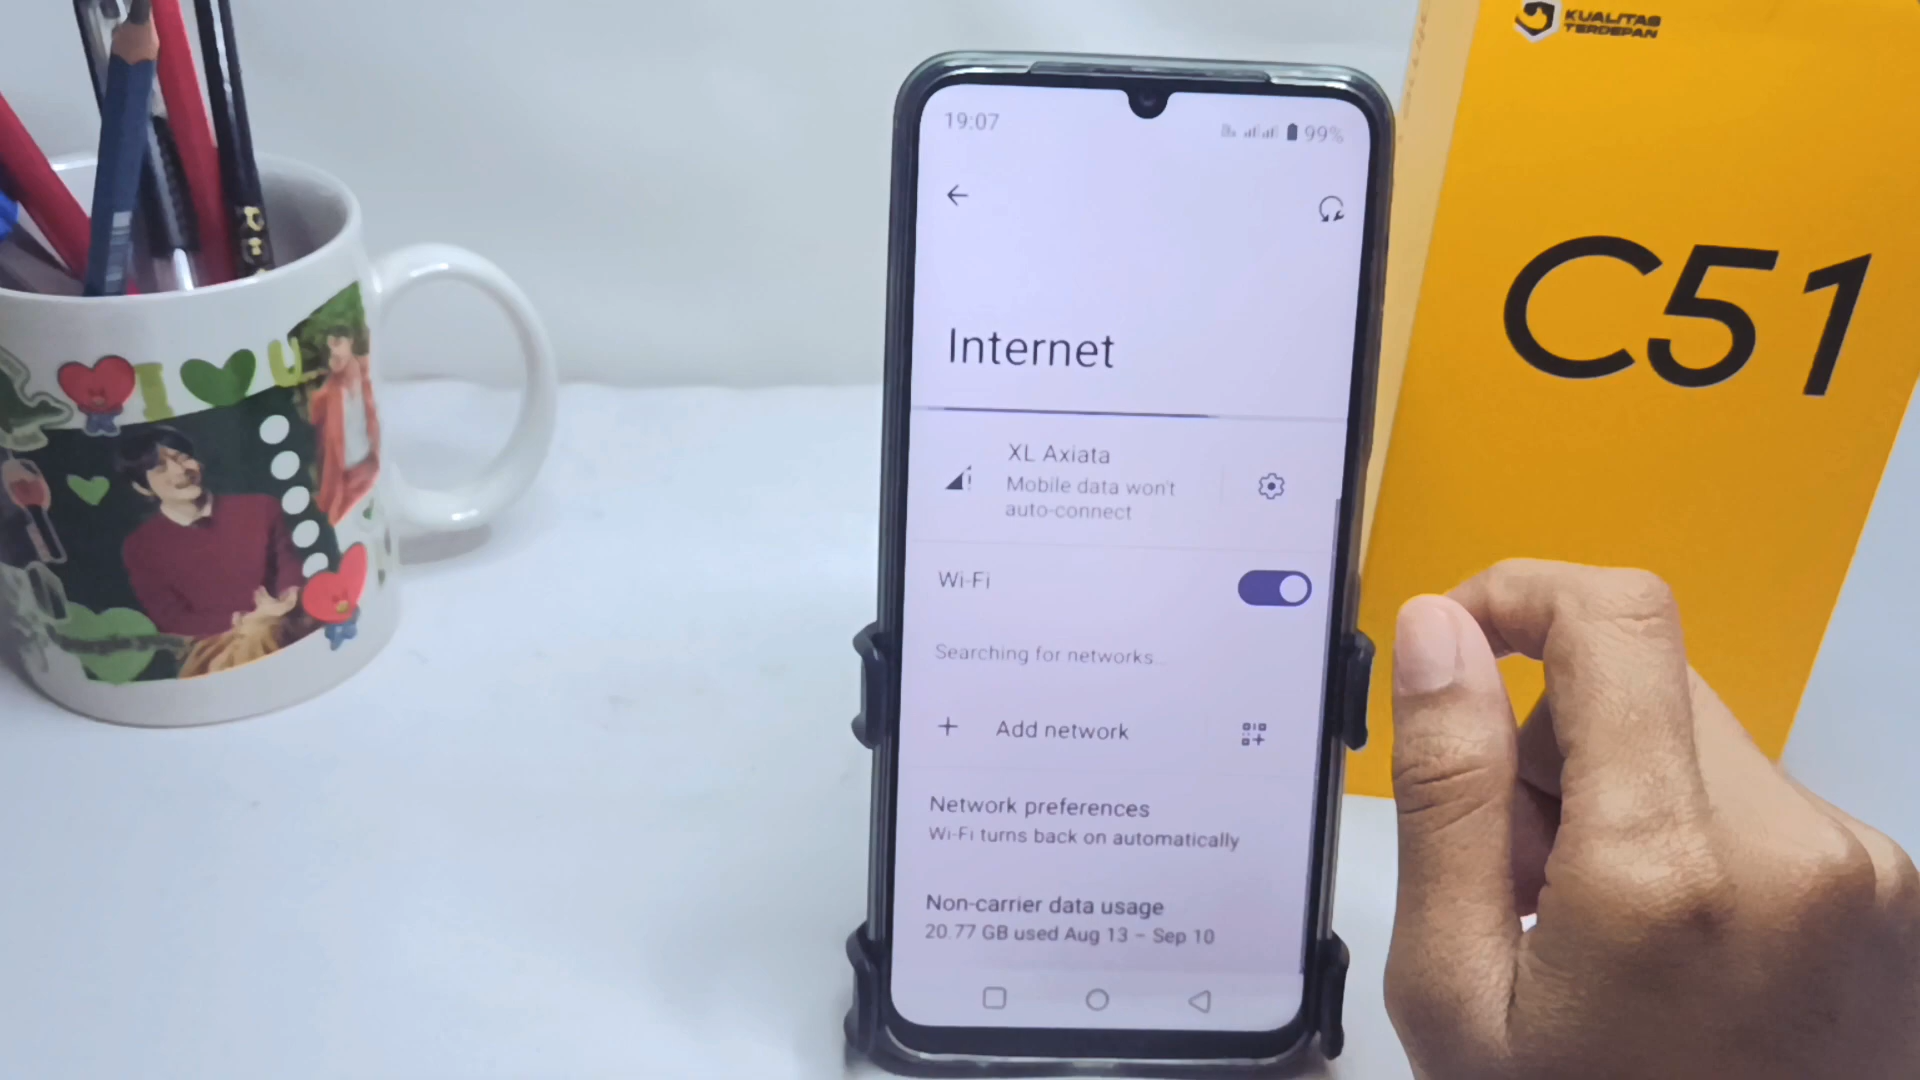 KUALITAS
TERDEPAN
C51
I U
19:07
99%
Internet
XL Axiata
Mobile data won't
auto-connect
Wi-Fi
Searching for networks...
Add network
Network preferences
Wi-Fi turns back on automatically
Non-carrier data usage
20.77 GB used Aug 13 – Sep 10